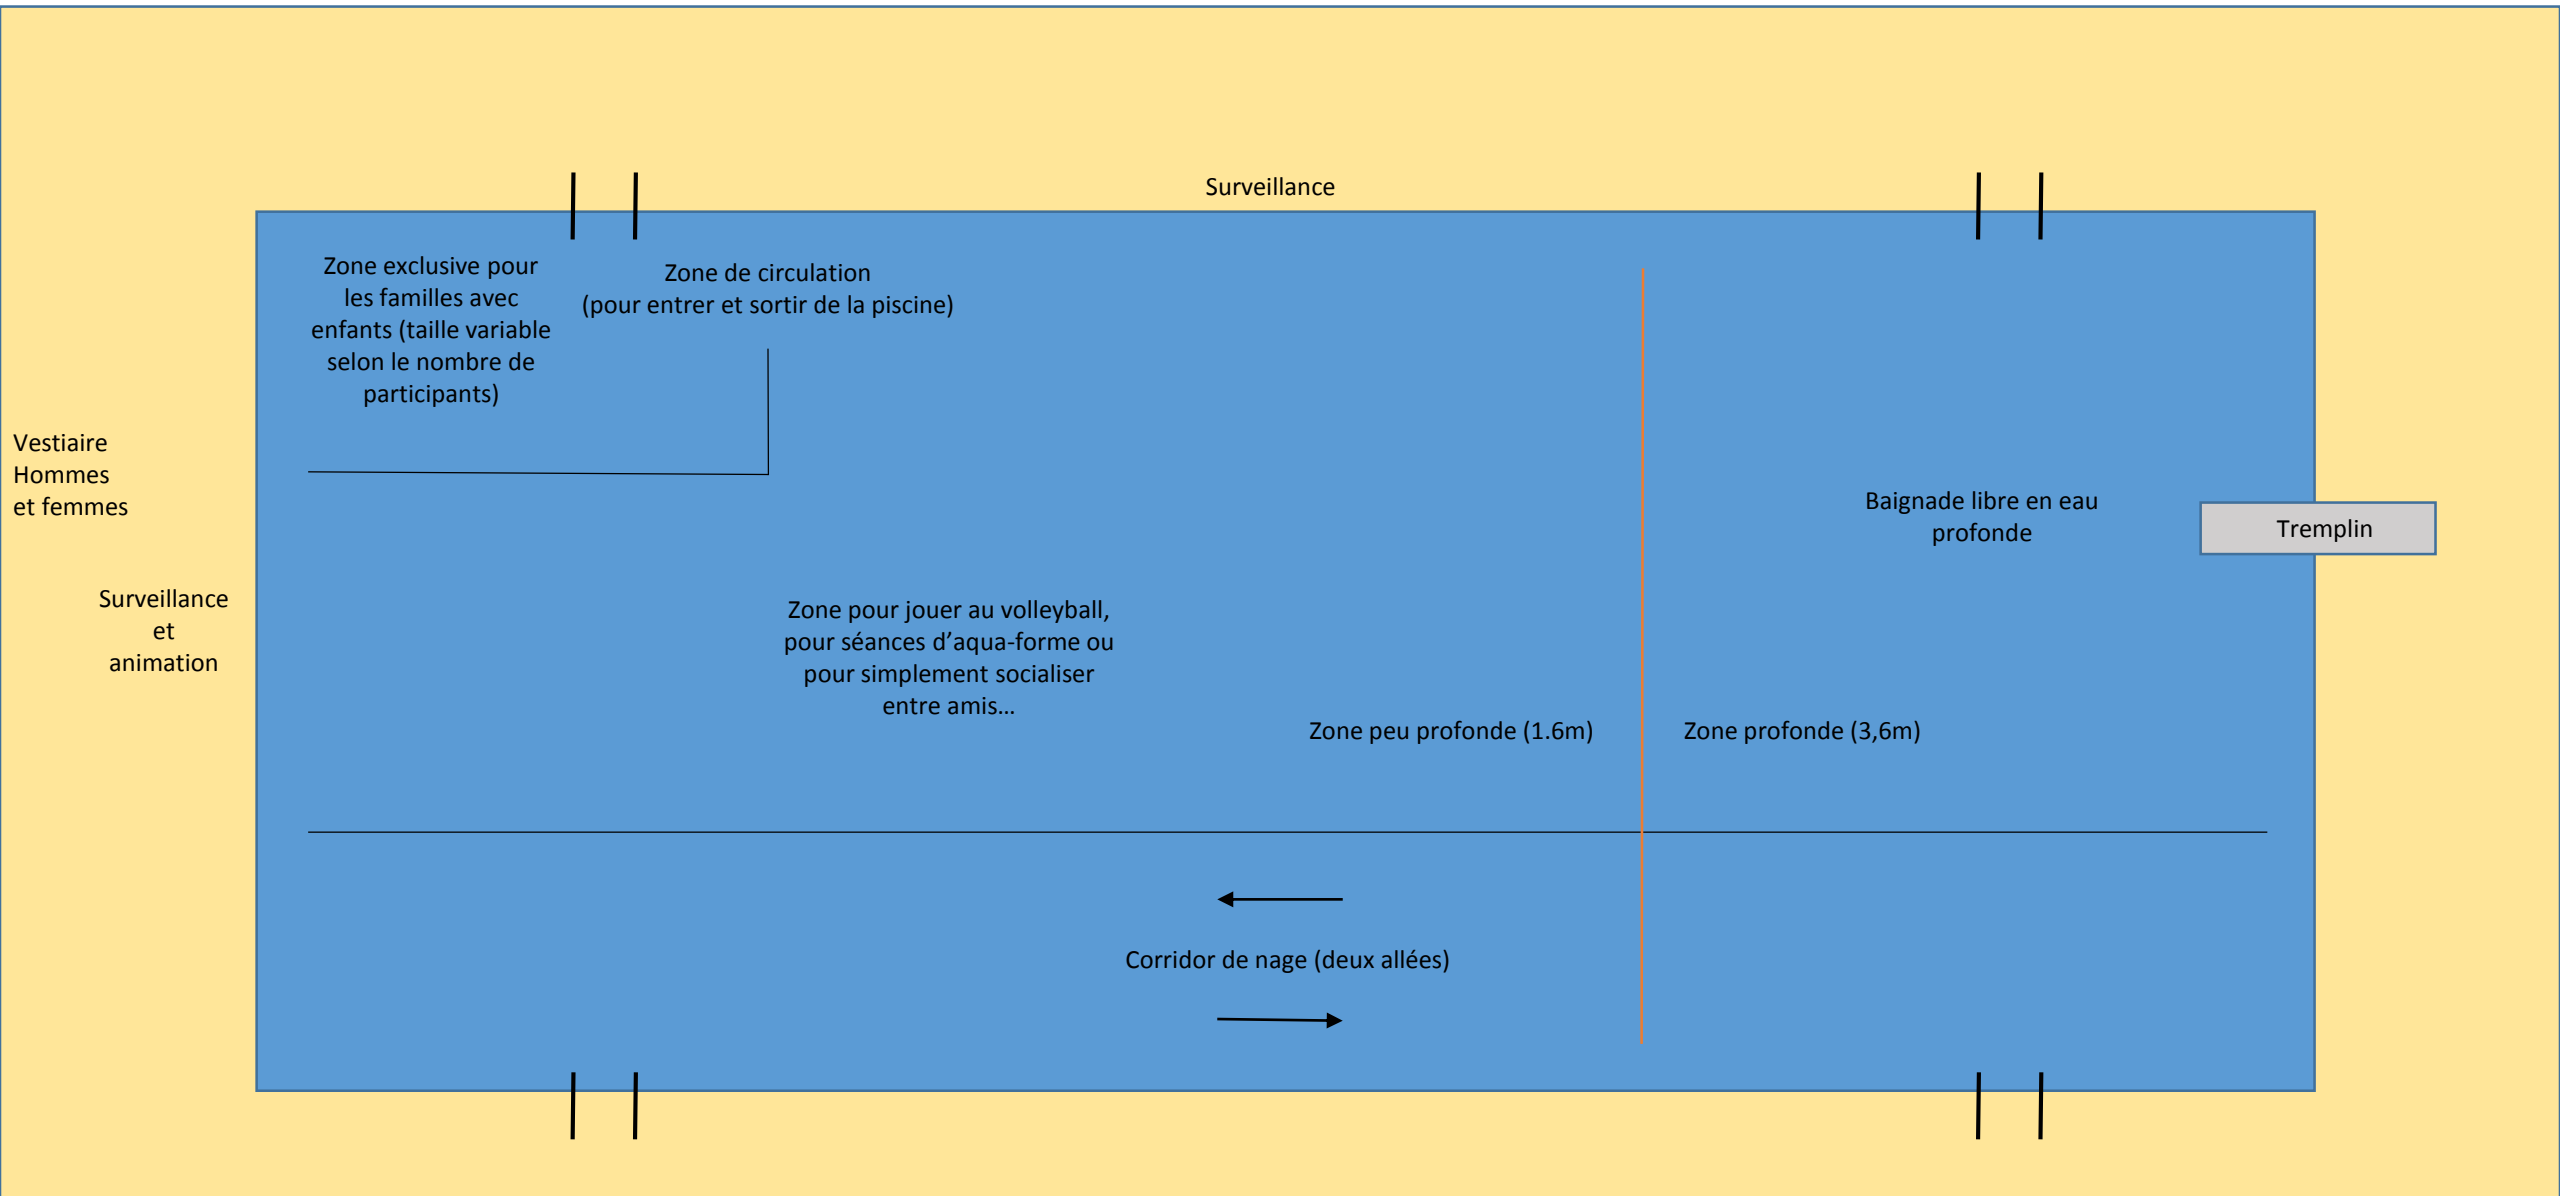 Surveillance
Zone exclusive pour
les familles avec
enfants (taille variable
selon le nombre de
participants)
Zone de circulation
(pour entrer et sortir de la piscine)
Vestiaire
Hommes
et femmes
Surveillance
et
animation
Baignade libre en eau
profonde
Tremplin
Zone pour jouer au volleyball,
pour séances d’aqua-forme ou
pour simplement socialiser
entre amis…
Zone peu profonde (1.6m)
Zone profonde (3,6m)
Corridor de nage (deux allées)